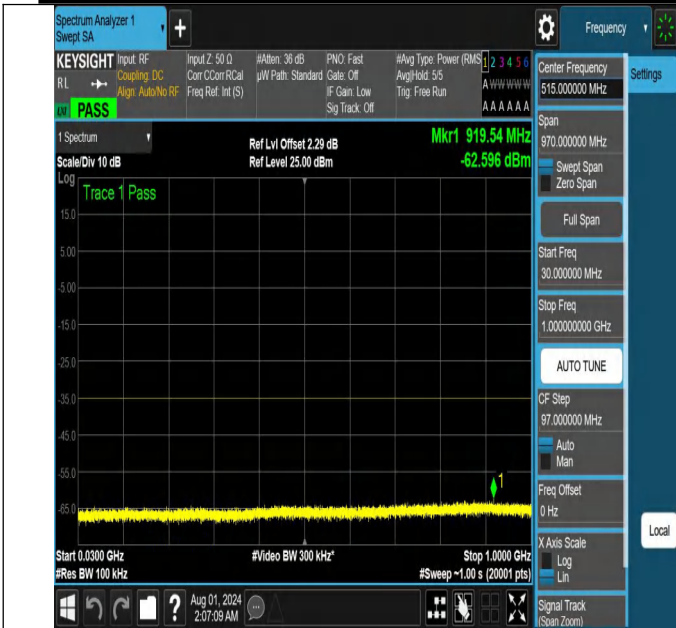 Spectrum Analyzer 1
Swept SA
+
Frequency
KEYSIGHT
RL
PASS
Input: RF
Coupling: DC
Align: Auto/No RF
Input Z: 50 Ω
Corr CCorr RCal
Freq Ref: Int (S)
#Atten: 36 dB
µW Path: Standard
PNO: Fast
Gate: Off
IF Gain: Low
Sig Track: Off
#Avg Type: Power (RMS
Avg|Hold: 5/5
Trig: Free Run
1 2 3 4 5 6
A W W W W W
A A A A A A
Center Frequency
515.000000 MHz
Settings
1 Spectrum
Scale/Div 10 dB
Log
Ref Lvl Offset 2.29 dB
Ref Level 25.00 dBm
Mkr1 919.54 MHz
-62.596 dBm
Trace 1 Pass
15.0
5.00
-5.00
-15.0
-25.0
-35.0
-45.0
-55.0
-65.0
1
Start 0.0300 GHz
#Res BW 100 kHz
#Video BW 300 kHz*
Stop 1.0000 GHz
#Sweep ~1.00 s (20001 pts)
Span
970.000000 MHz
Swept Span
Zero Span
Full Span
Start Freq
30.000000 MHz
Stop Freq
1.000000000 GHz
AUTO TUNE
CF Step
97.000000 MHz
Auto
Man
Freq Offset
0 Hz
X Axis Scale
Log
Lin
Local
Signal Track
(Span Zoom)
?
Aug 01, 2024
2:07:09 AM